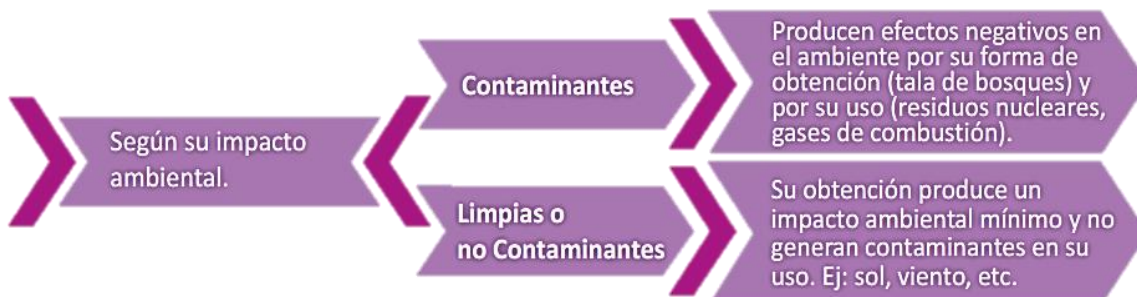 Según su impacto
ambiental.
Contaminantes
Producen efectos negativos en
el ambiente por su forma de
obtención (tala de bosques) y
por su uso (residuos nucleares,
gases de combustión).
Limpias o
no Contaminantes
Su obtención produce un
impacto ambiental mínimo y no
generan contaminantes en su
uso. Ej: sol, viento, etc.